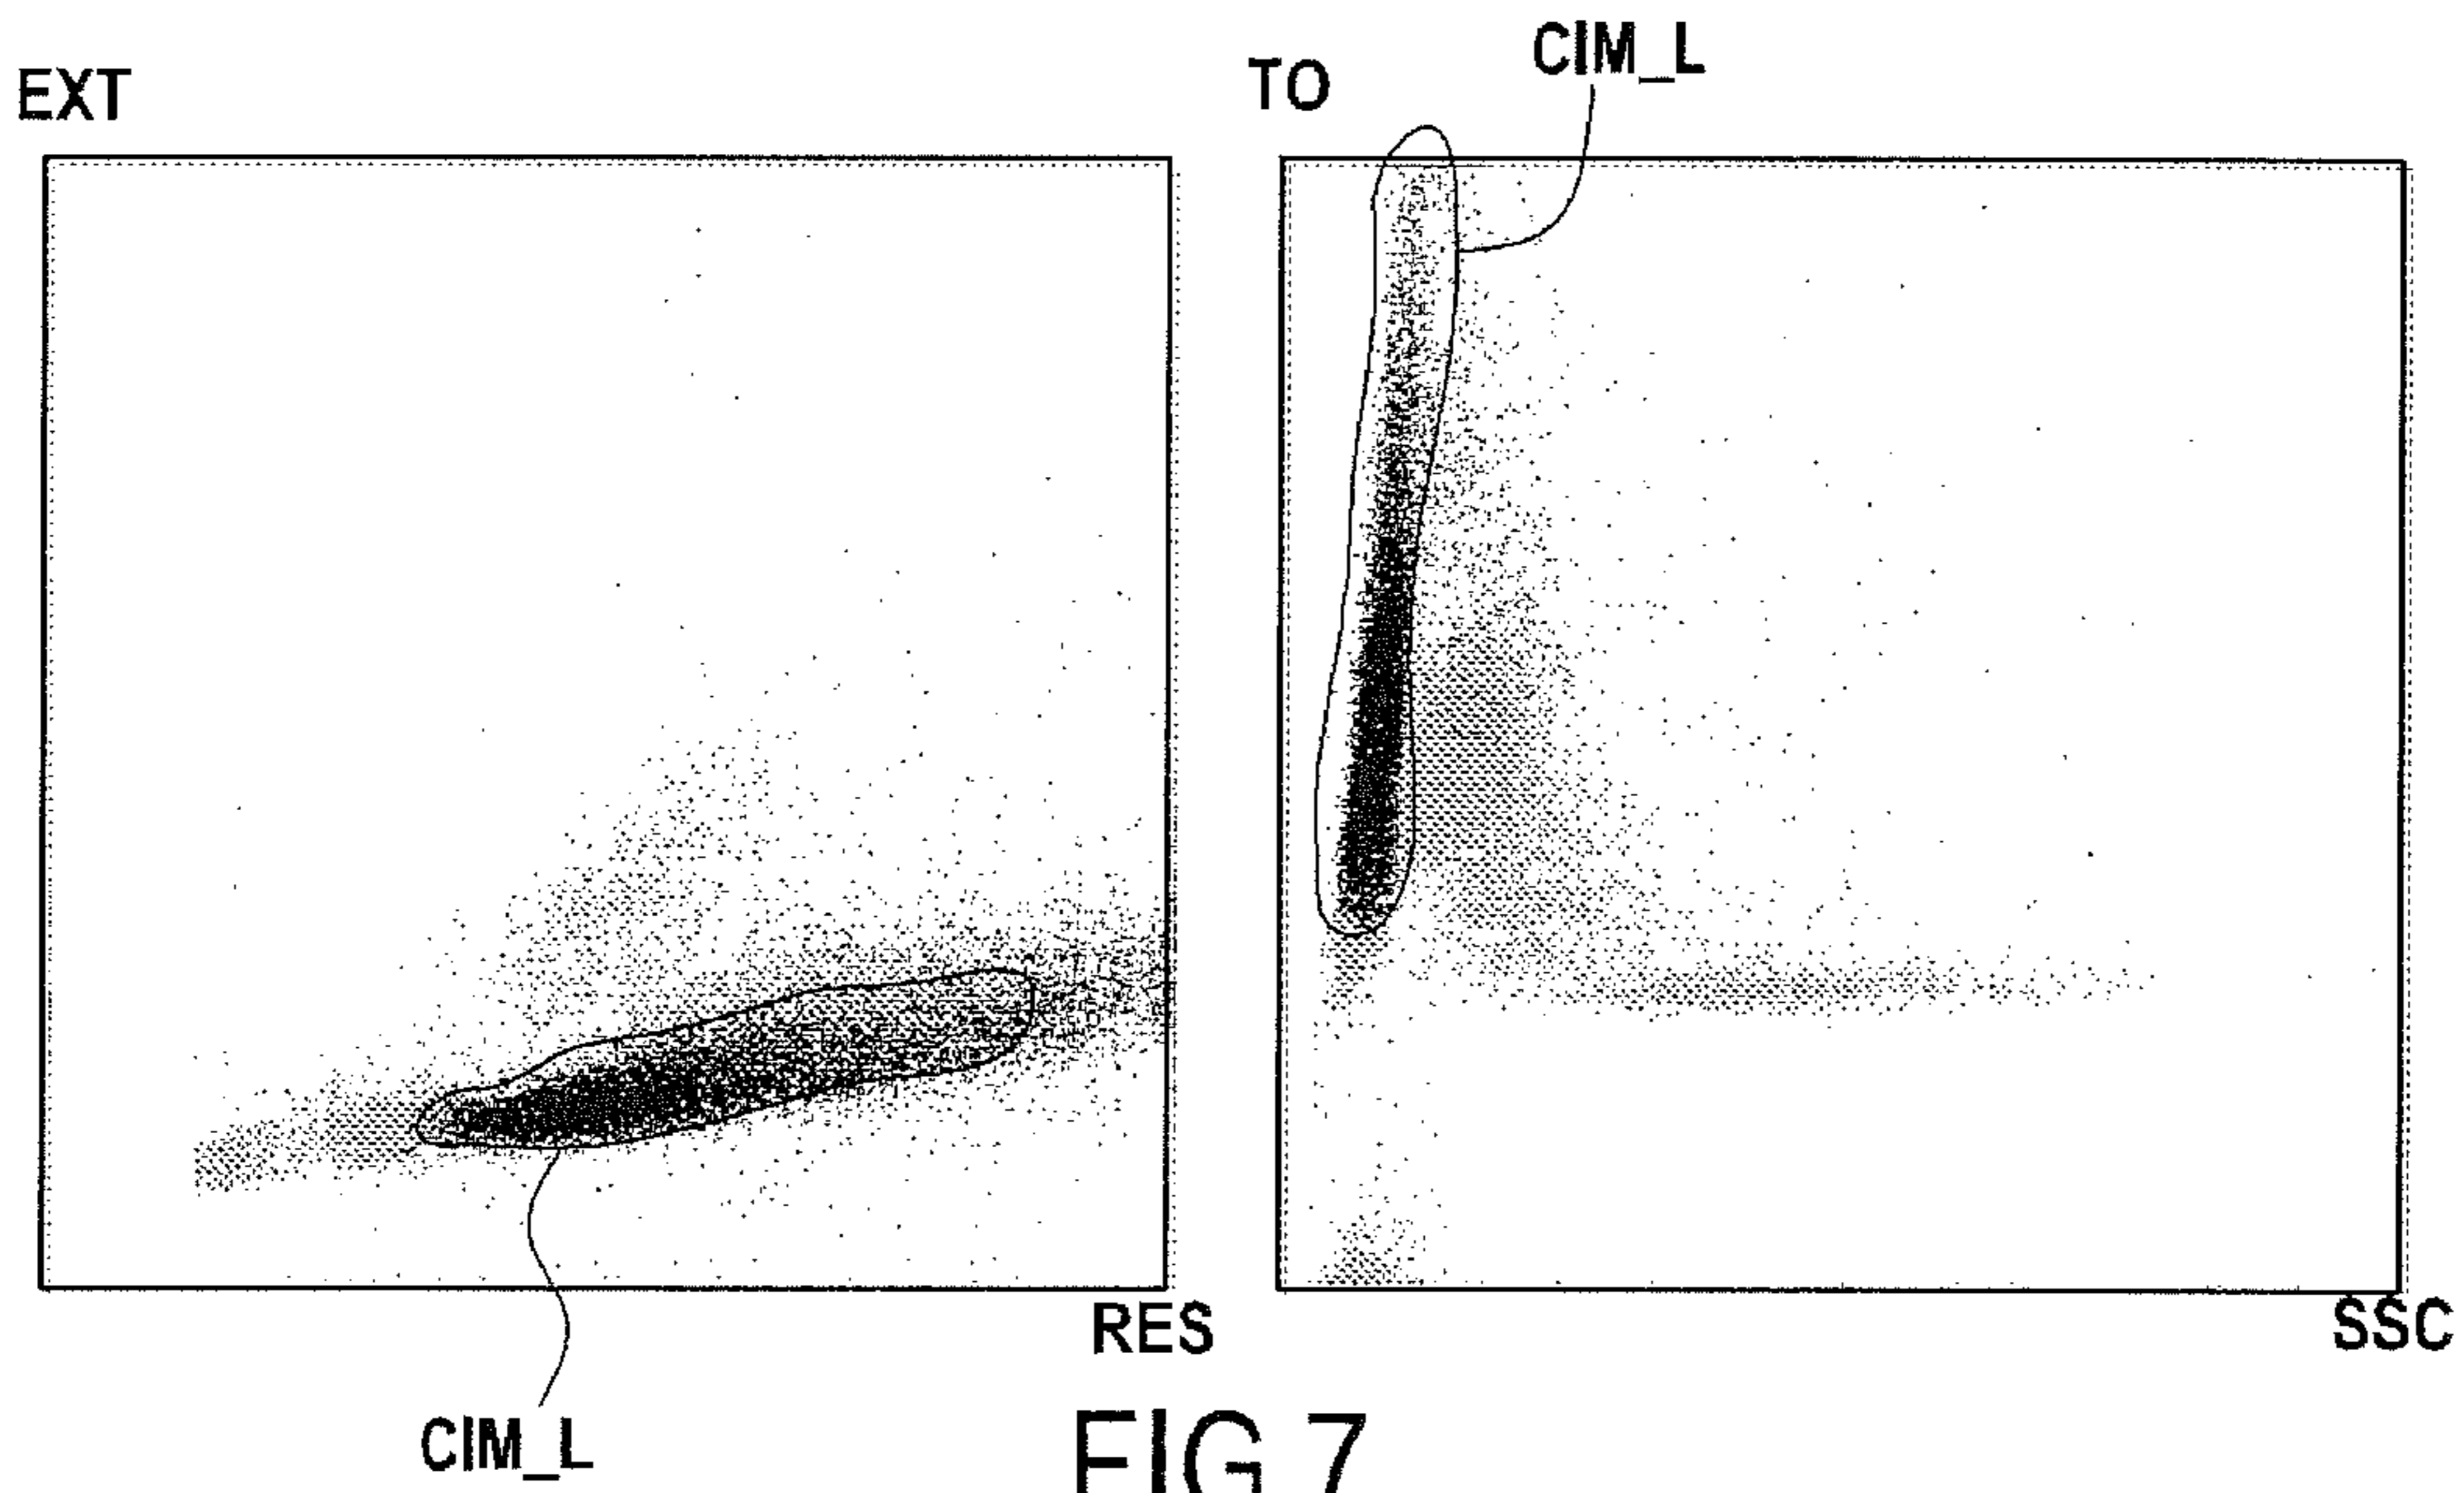 EXT
TO
CIM_L
RES
SSC
CIM_L
FIG.7